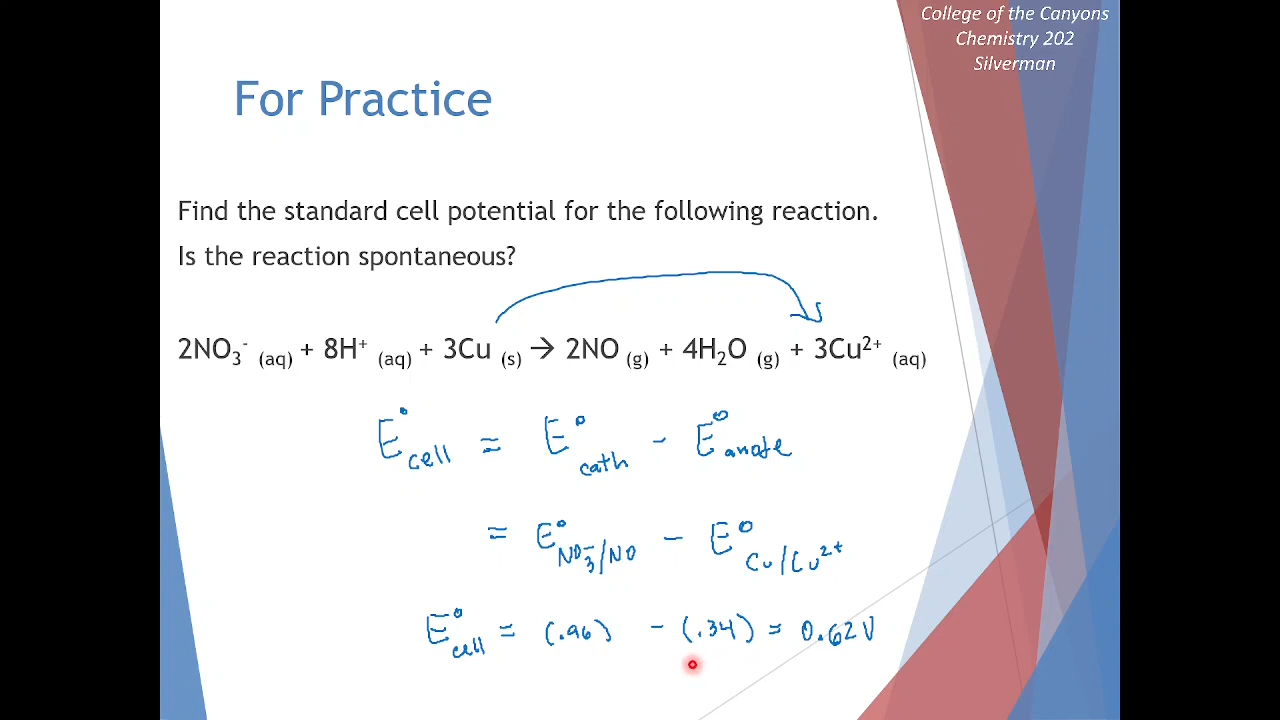 College of the Canyons
Chemistry 202
Silverman
For Practice
Find the standard cell potential for the following reaction.
Is the reaction spontaneous?
2NO₃⁻ (aq) + 8H⁺ (aq) + 3Cu (s) → 2NO (g) + 4H₂O (g) + 3Cu²⁺ (aq)
E°cell = E°cath - E°anode
= E°NO₃⁻/NO - E°Cu/Cu²⁺
E°cell = (.96) - (.34) = 0.62V